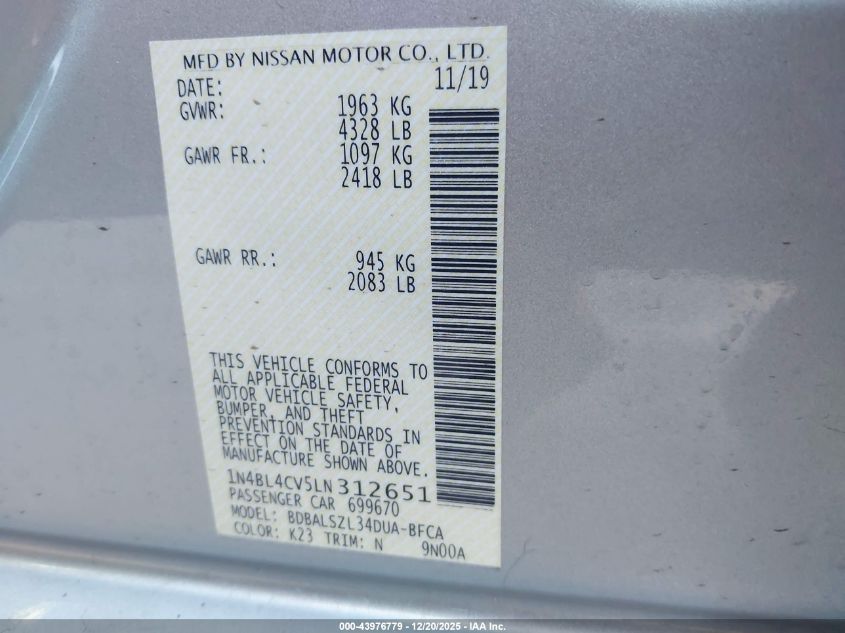 MFD BY NISSAN MOTOR CO., LTD.
DATE: 11/19
GVWR: 1963 KG
4328 LB
GAWR FR.: 1097 KG
2418 LB
GAWR RR.: 945 KG
2083 LB
THIS VEHICLE CONFORMS TO
ALL APPLICABLE FEDERAL
MOTOR VEHICLE SAFETY,
BUMPER, AND THEFT
PREVENTION STANDARDS IN
EFFECT ON THE DATE OF
MANUFACTURE SHOWN ABOVE.
1N4BL4CV5LN312651
PASSENGER CAR 699670
MODEL: BDBALSZL34DUA-BFCA
COLOR: K23 TRIM: N 9N00A
000-43976779 - 12/20/2025 - IAA Inc.